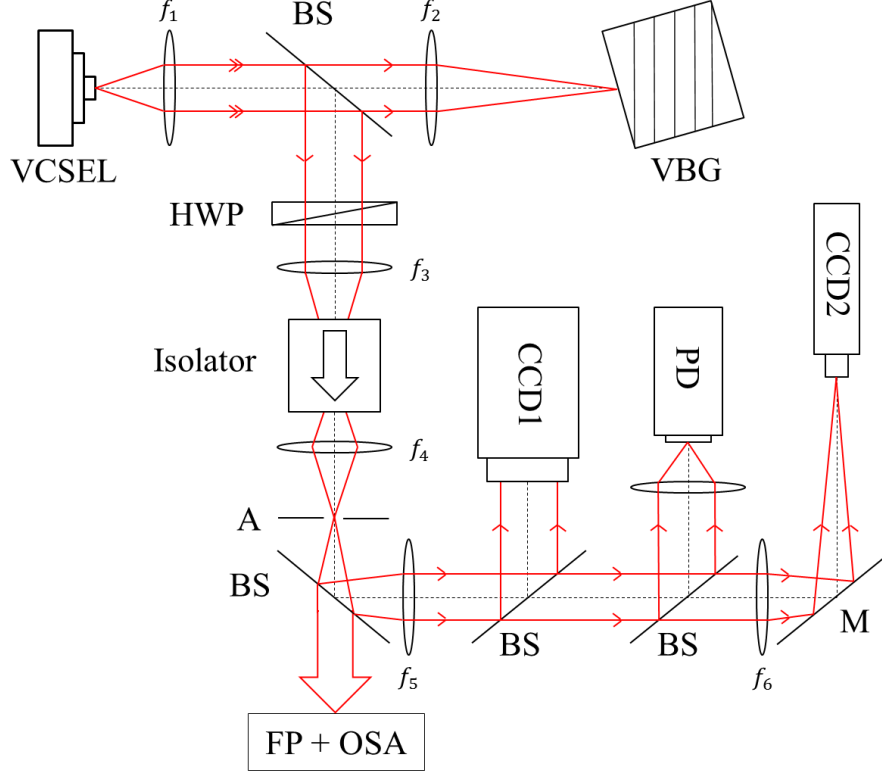 f₁
BS
f₂
VCSEL
VBG
HWP
f₃
CCD2
Isolator
CCD1
PD
f₄
A
BS
BS
BS
M
f₅
f₆
FP + OSA